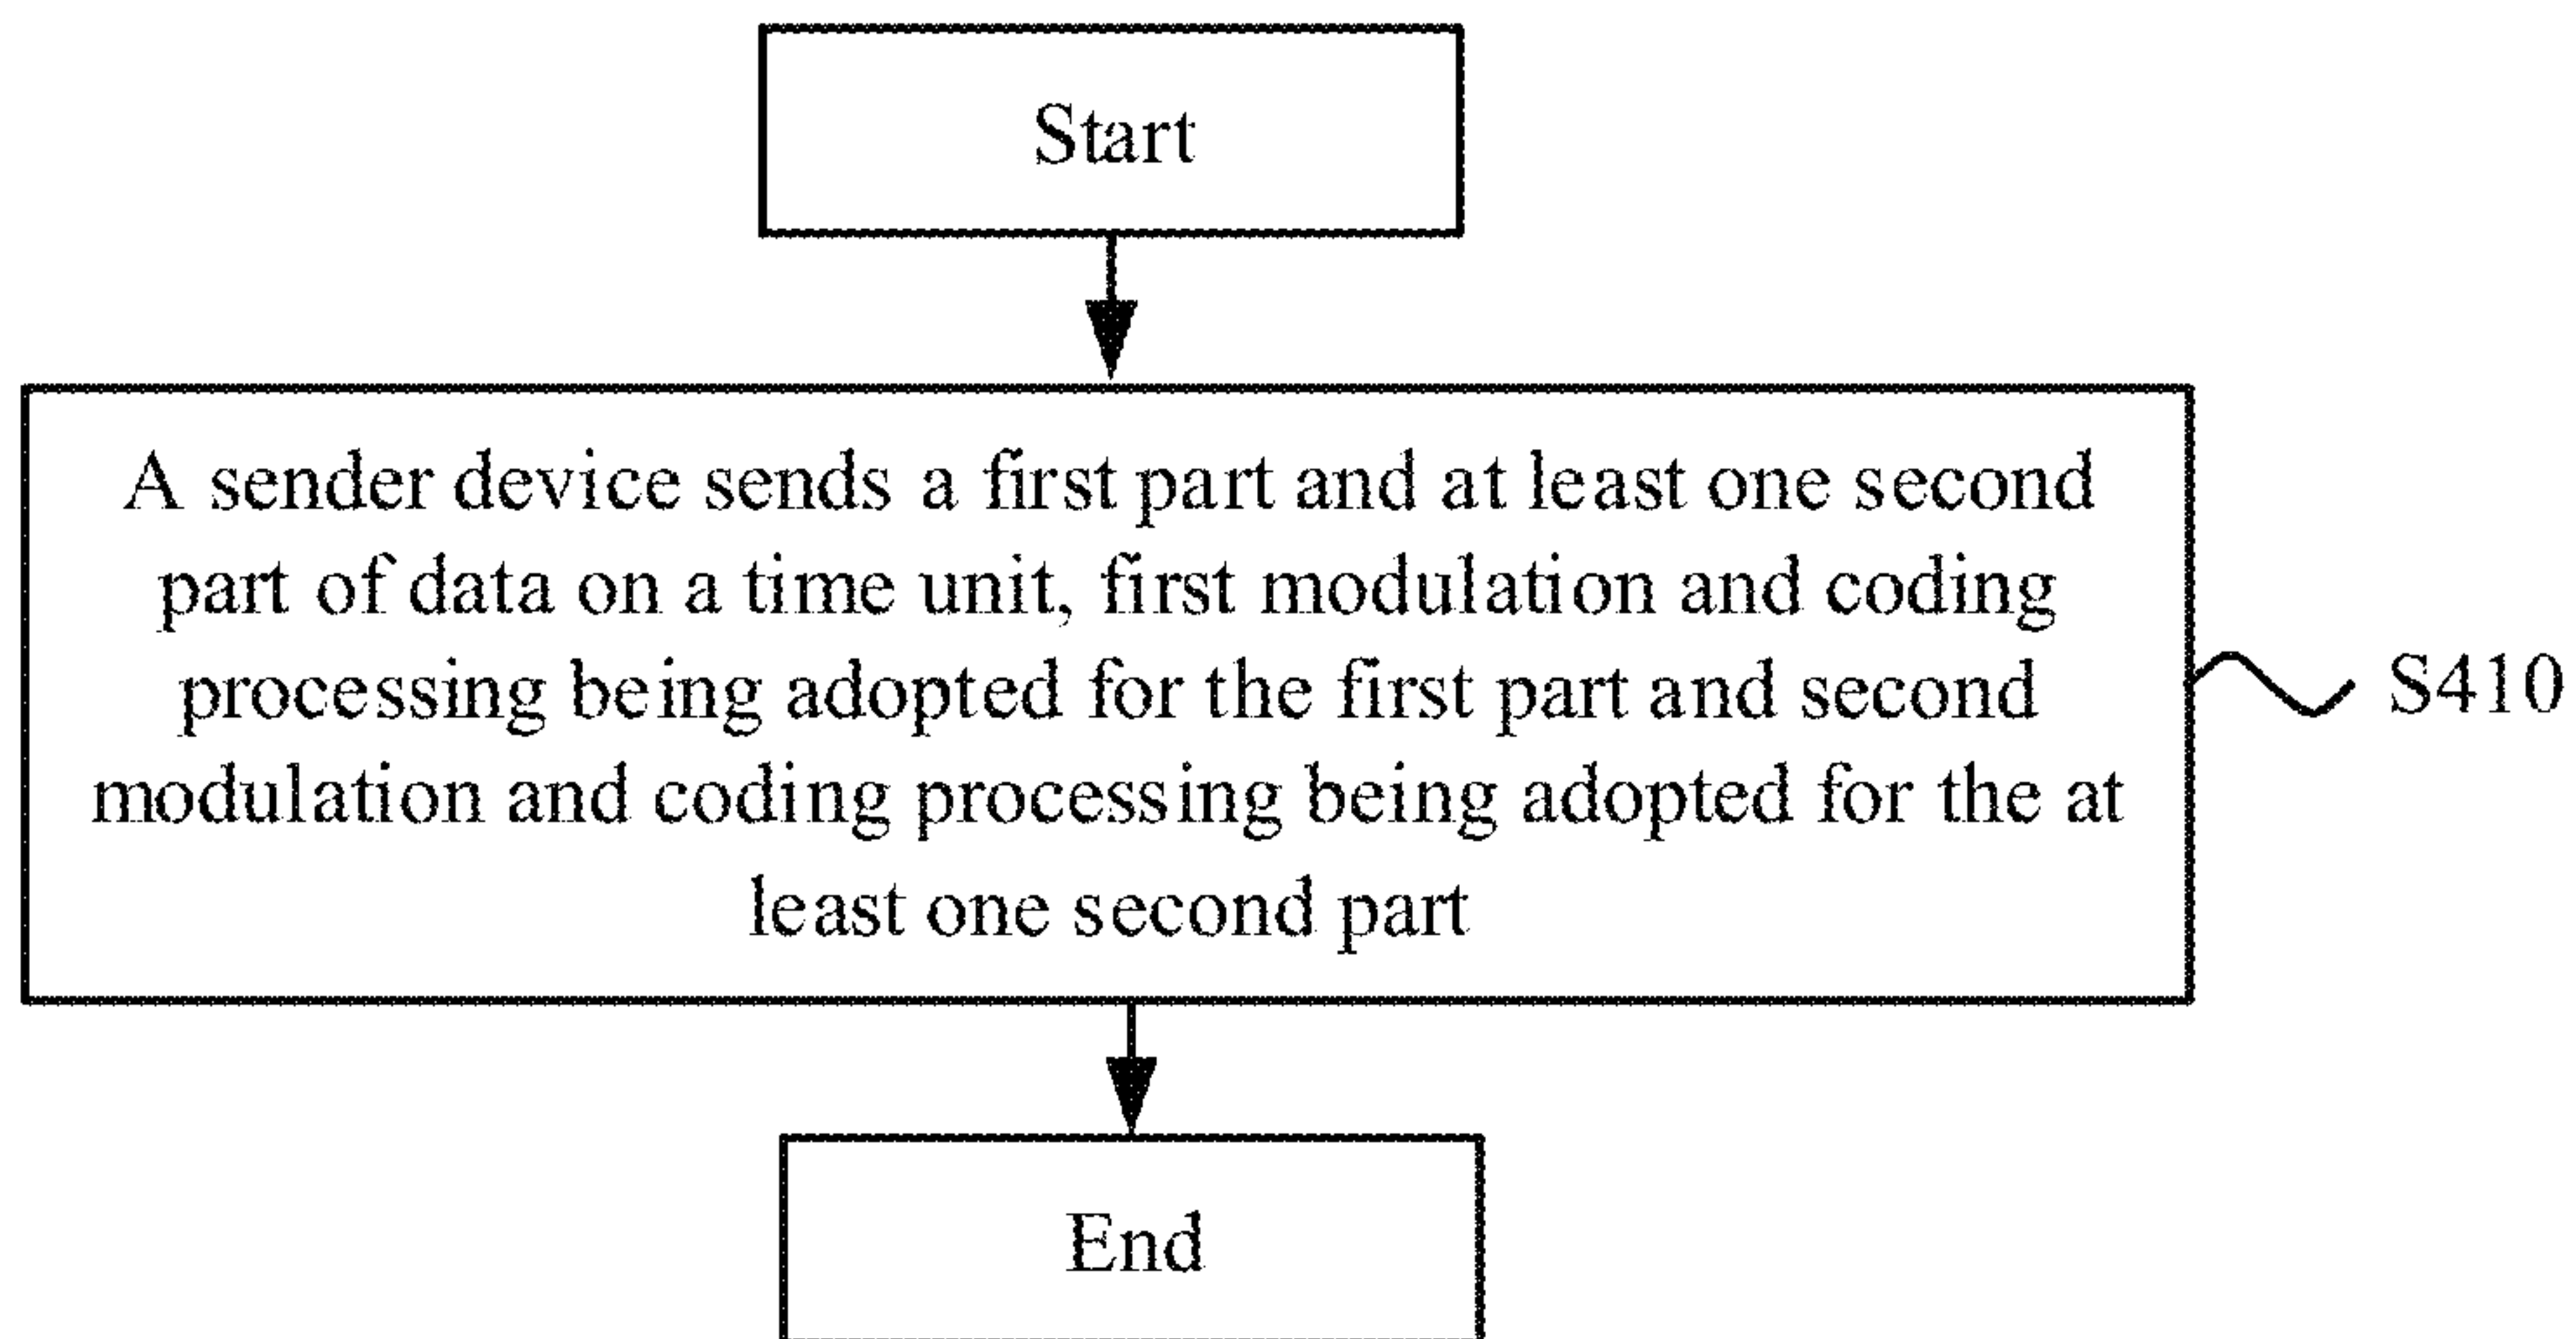 Start
A sender device sends a first part and at least one second
part of data on a time unit, first modulation and coding
processing being adopted for the first part and second
modulation and coding processing being adopted for the at
least one second part
S410
End